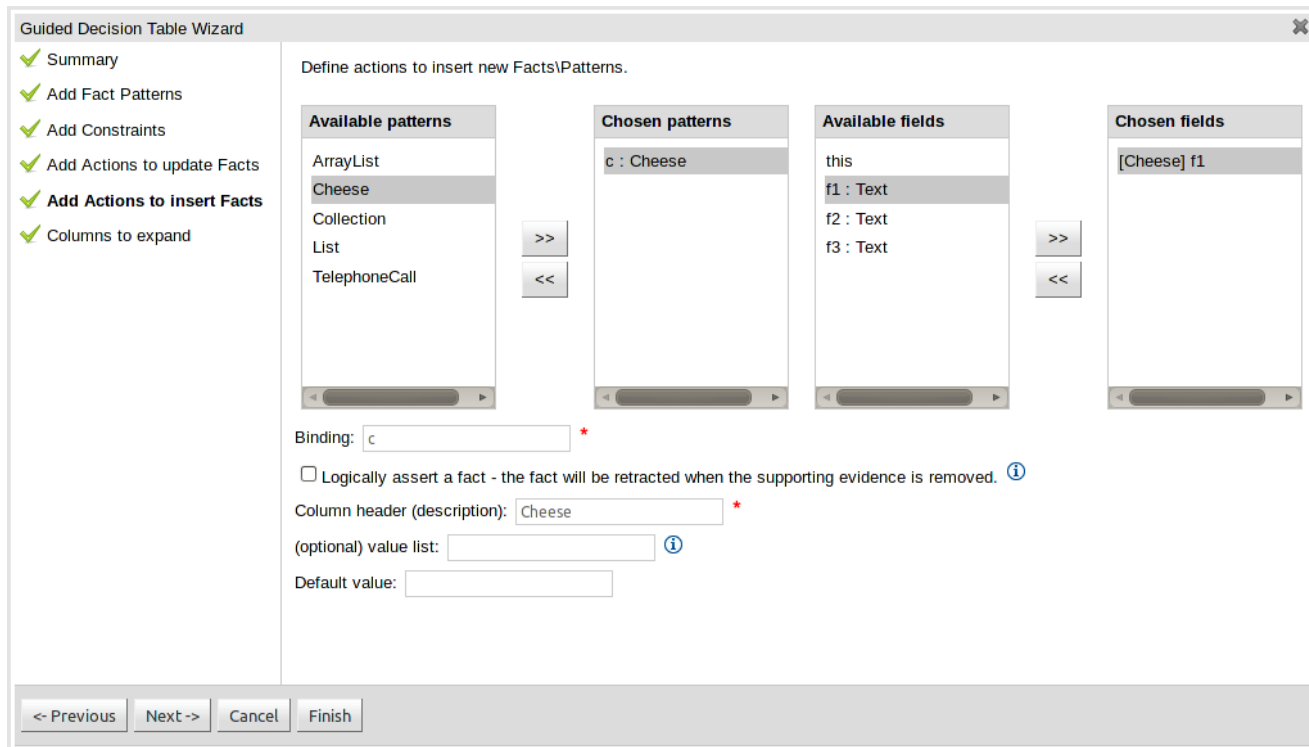 Guided Decision Table Wizard
Summary
Add Fact Patterns
Add Constraints
Add Actions to update Facts
Add Actions to insert Facts
Columns to expand
Define actions to insert new Facts\Patterns.
Available patterns
ArrayList
Cheese
Collection
List
TelephoneCall
>>
<<
Chosen patterns
c : Cheese
Available fields
this
f1 : Text
f2 : Text
f3 : Text
>>
<<
Chosen fields
[Cheese] f1
Binding: c *
Logically assert a fact - the fact will be retracted when the supporting evidence is removed. i
Column header (description): Cheese *
(optional) value list: i
Default value:
<- Previous Next -> Cancel Finish